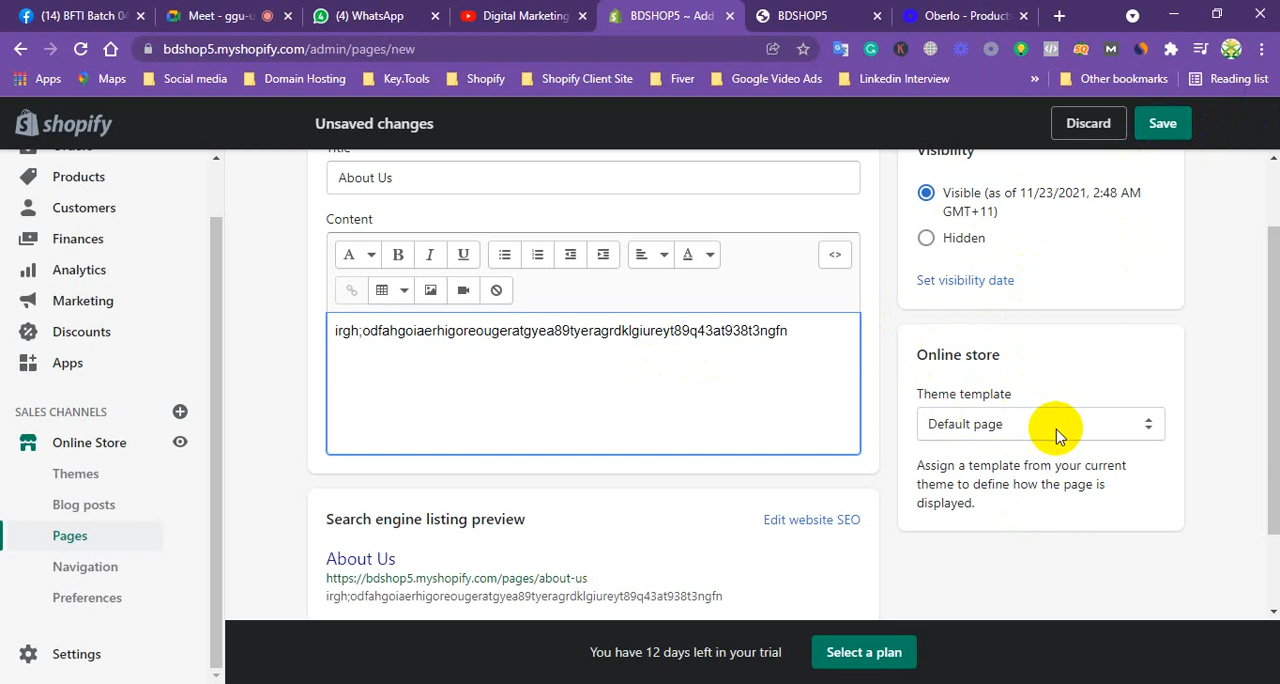 (14) BFTI Batch 04
Meet - ggu-u
(4) WhatsApp
Digital Marketing
BDSHOP5 ~ Add
BDSHOP5
Oberlo - Product
bdshop5.myshopify.com/admin/pages/new
Apps
Maps
Social media
Domain Hosting
Key.Tools
Shopify
Shopify Client Site
Fiver
Google Video Ads
Linkedin Interview
»
Other bookmarks
Reading list
shopify
Unsaved changes
Discard
Save
Products
Customers
Finances
Analytics
Marketing
Discounts
Apps
SALES CHANNELS
Online Store
Themes
Blog posts
Pages
Navigation
Preferences
Settings
Title
About Us
Content
A
B
I
U
A
<>
irgh;odfahgoiaerhigoreougeratgyea89tyeragrdklgiureyt89q43at938t3ngfn
Search engine listing preview
Edit website SEO
About Us
https://bdshop5.myshopify.com/pages/about-us
irgh;odfahgoiaerhigoreougeratgyea89tyeragrdklgiureyt89q43at938t3ngfn
Visibility
Visible (as of 11/23/2021, 2:48 AM
GMT+11)
Hidden
Set visibility date
Online store
Theme template
Default page
Assign a template from your current
theme to define how the page is
displayed.
You have 12 days left in your trial
Select a plan